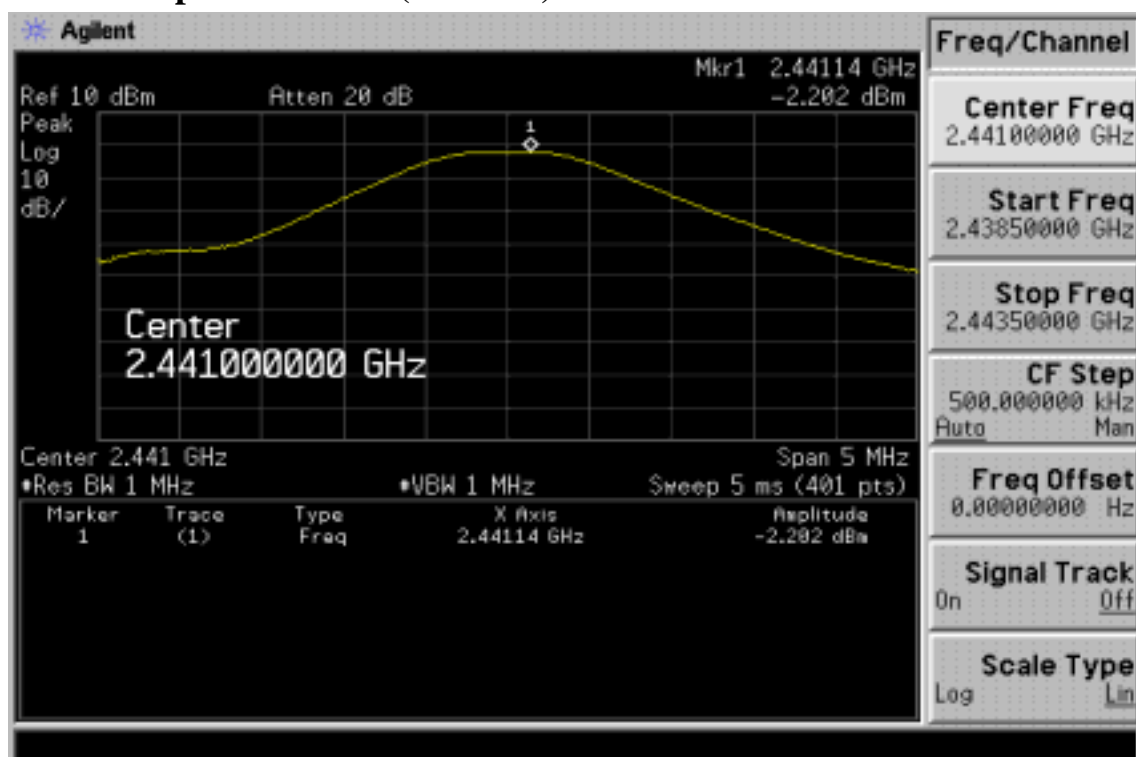 Agilent
Freq/Channel
Mkr1 2.44114 GHz
Ref 10 dBm Atten 20 dB -2.202 dBm
Peak
Log
10
dB/
1
Center
2.441000000 GHz
Center 2.441 GHz Span 5 MHz
•Res BW 1 MHz •VBW 1 MHz Sweep 5 ms (401 pts)
Marker Trace Type X Axis Amplitude
1 (1) Freq 2.44114 GHz -2.202 dBm
Center Freq
2.44100000 GHz
Start Freq
2.43850000 GHz
Stop Freq
2.44350000 GHz
CF Step
500.000000 kHz
Auto Man
Freq Offset
0.00000000 Hz
Signal Track
On Off
Scale Type
Log Lin